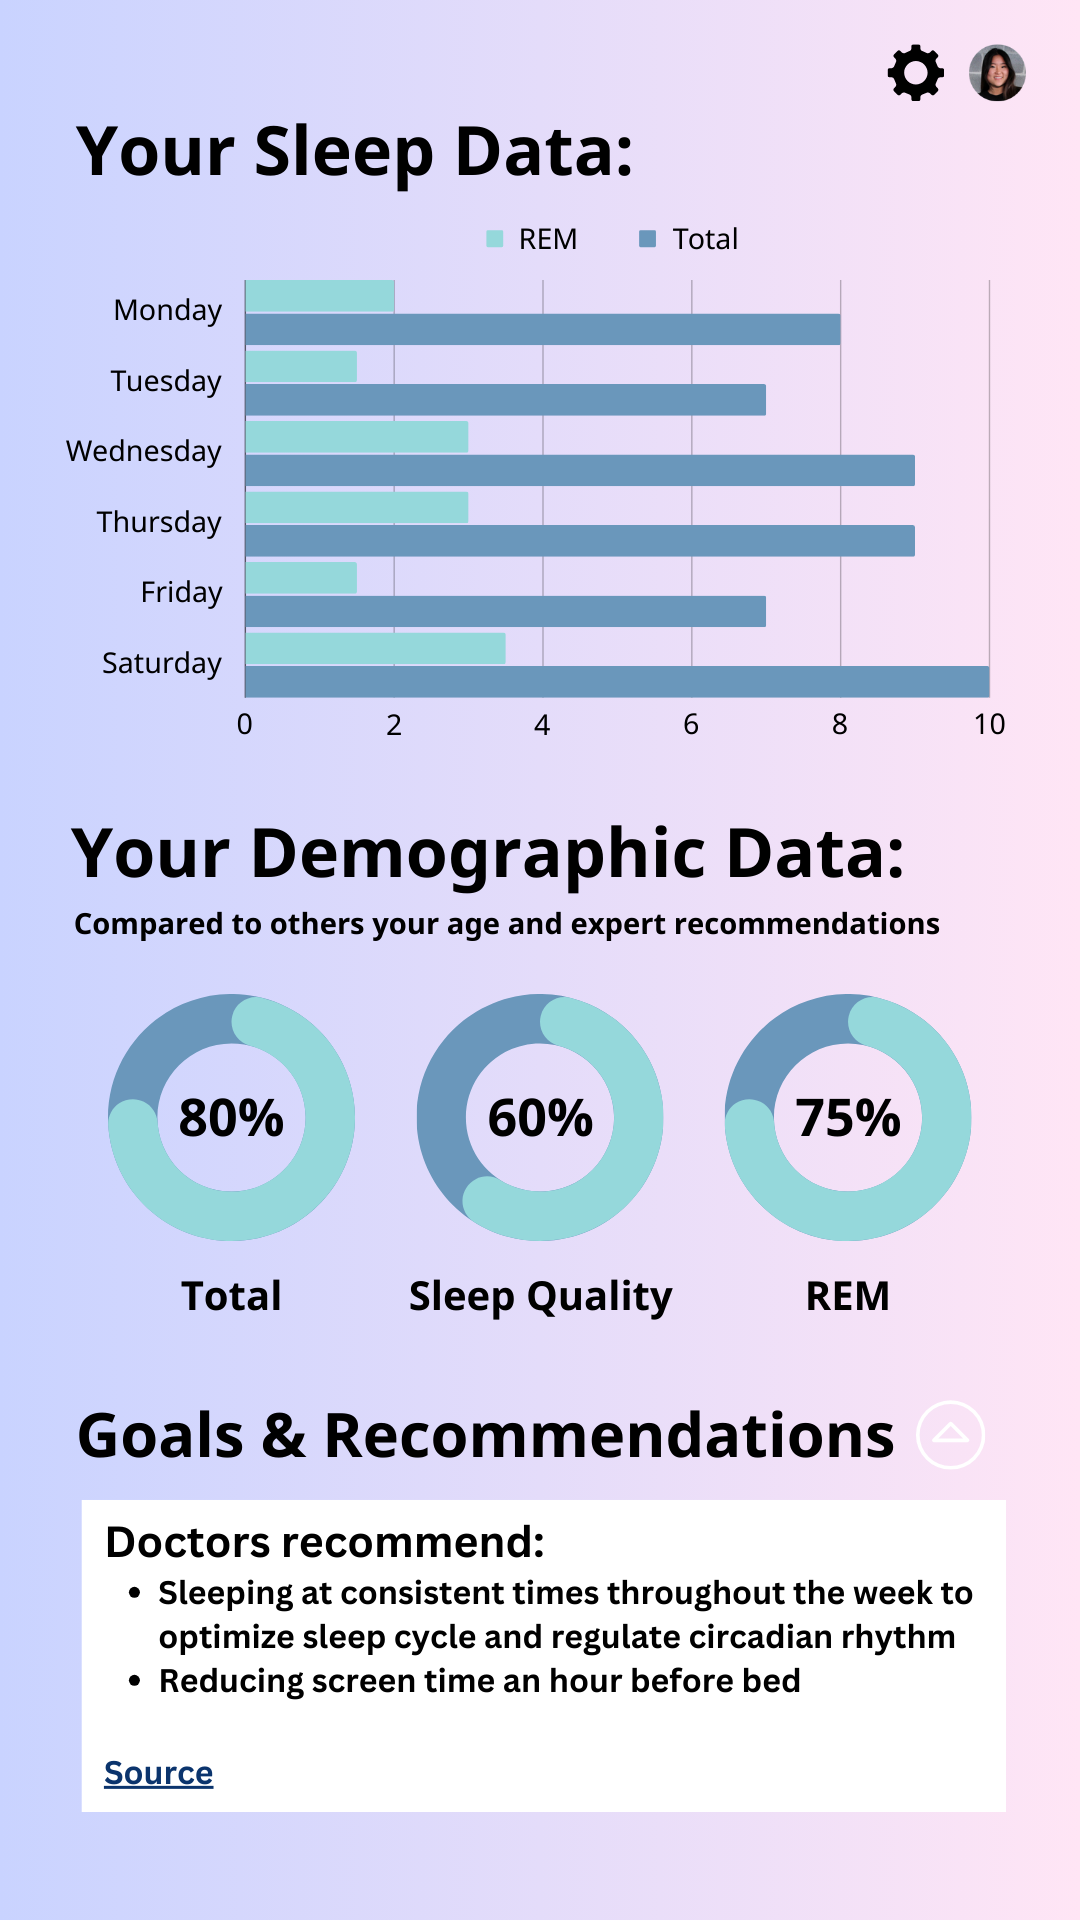 Your Sleep Data:
REM Total
Monday
Tuesday
Wednesday
Thursday
Friday
Saturday
0 2 4 6 8 10
Your Demographic Data:
Compared to others your age and expert recommendations
80% 60% 75%
Total Sleep Quality REM
Goals & Recommendations
Doctors recommend:
• Sleeping at consistent times throughout the week to
optimize sleep cycle and regulate circadian rhythm
• Reducing screen time an hour before bed
Source